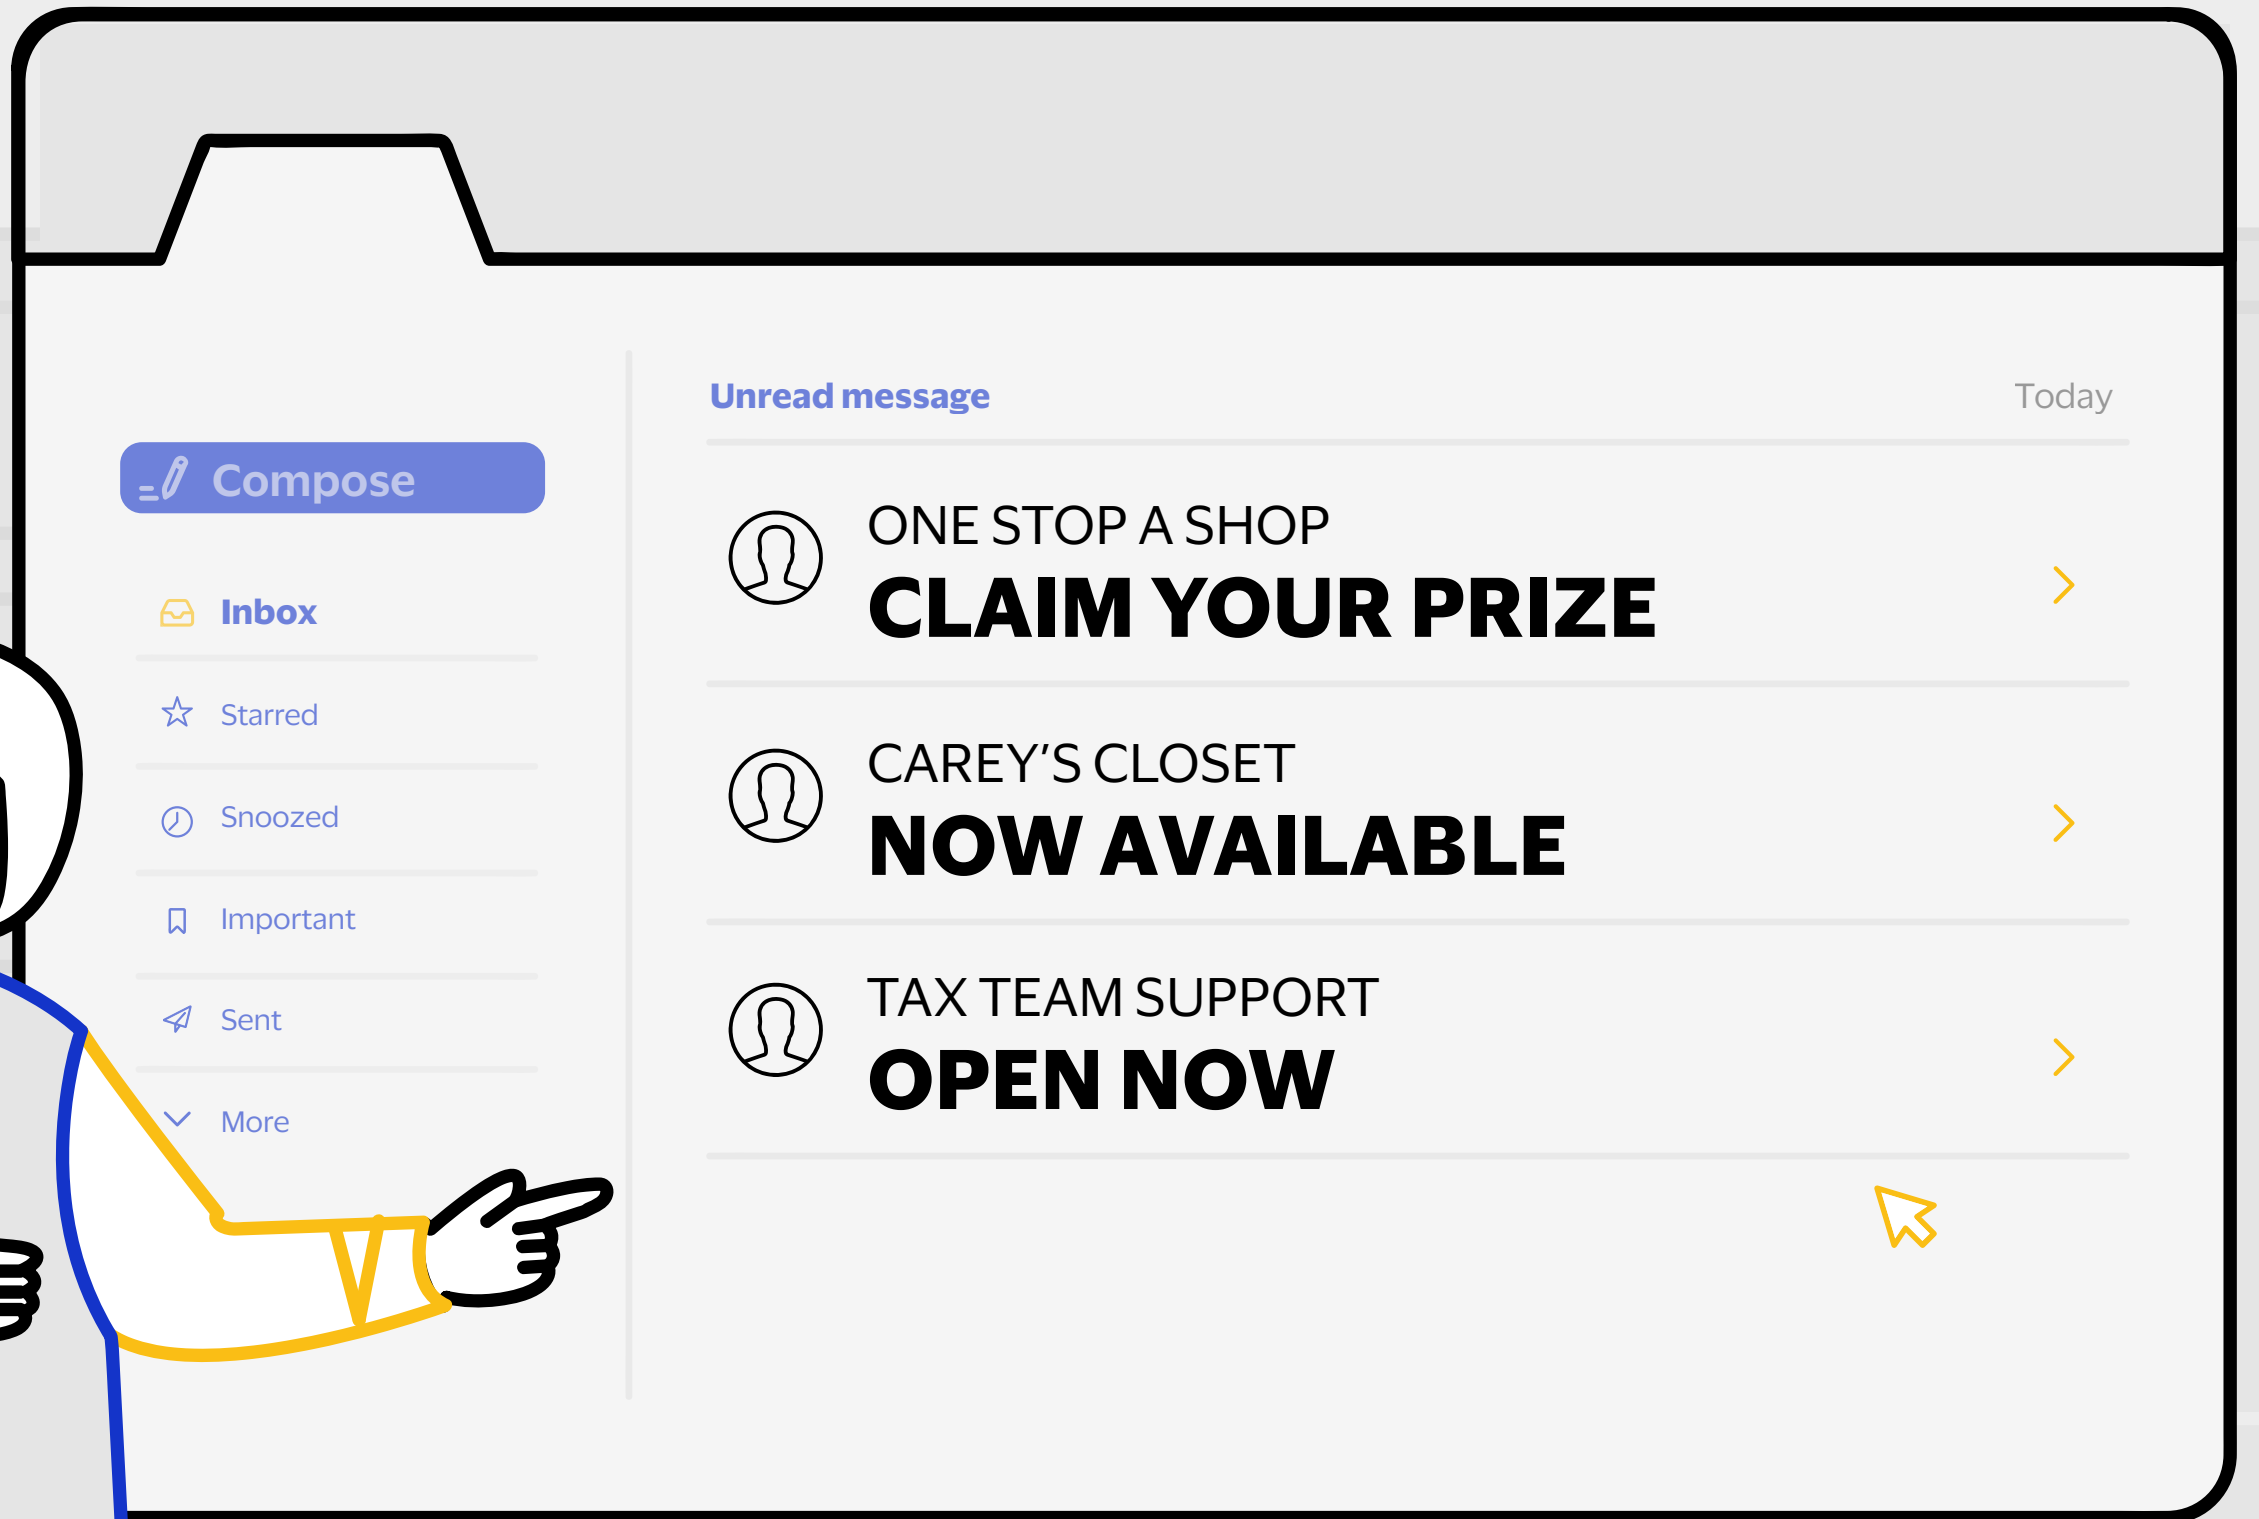 Compose
Inbox
Starred
Snoozed
Important
Sent
More
Unread message
Today
ONE STOP A SHOP
CLAIM YOUR PRIZE
CAREY’S CLOSET
NOW AVAILABLE
TAX TEAM SUPPORT
OPEN NOW